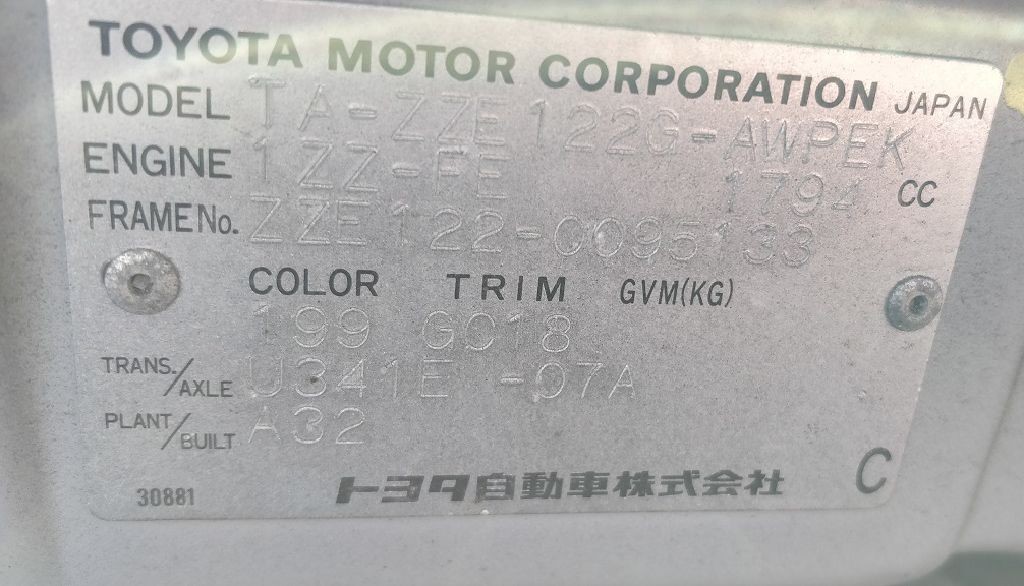 TOYOTA MOTOR CORPORATION JAPAN
MODEL TA-ZZE122G-AWPEK
ENGINE 1ZZ-FE 1794 CC
FRAME No. ZZE122-0095133
COLOR TRIM GVM(KG)
199 GC18
TRANS./AXLE U341E -07A
PLANT/BUILT A32
トヨタ自動車株式会社 C
30881